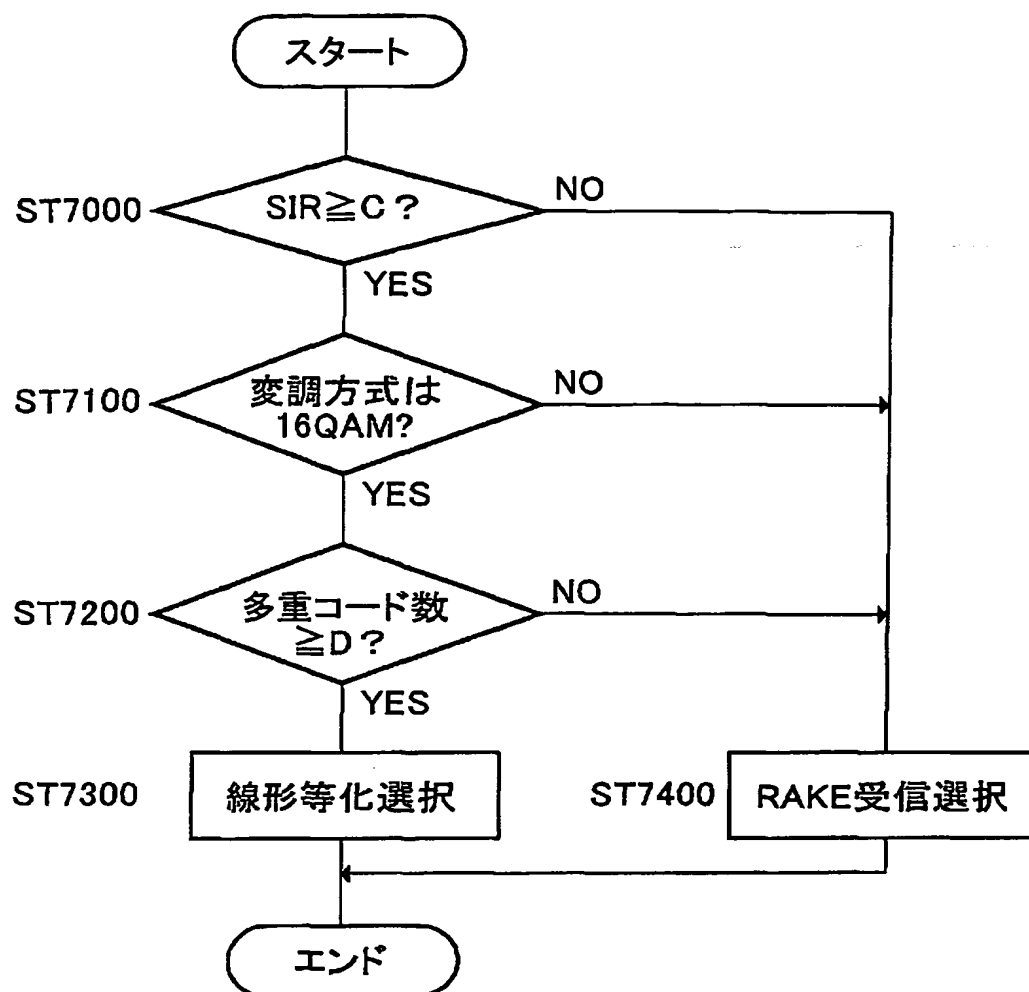 スタート
ST7000
SIR≧C?
NO
YES
ST7100
変調方式は
16QAM?
NO
YES
ST7200
多重コード数
≧D?
NO
YES
ST7300
線形等化選択
ST7400
RAKE受信選択
エンド